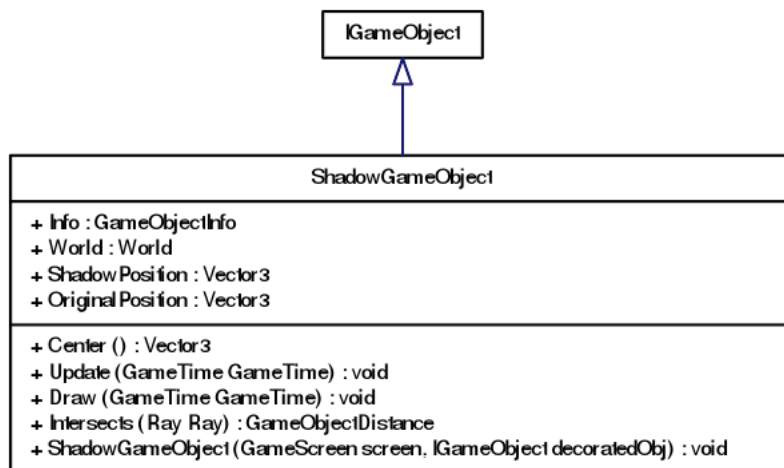 IGameObject
ShadowGameObject
+ Info : GameObjectInfo
+ World : World
+ ShadowPosition : Vector3
+ OriginalPosition : Vector3
+ Center () : Vector3
+ Update (GameTime GameTime) : void
+ Draw (GameTime GameTime) : void
+ Intersects (Ray Ray) : GameObjectDistance
+ ShadowGameObject (GameScreen screen, IGameObject decoratedObj) : void